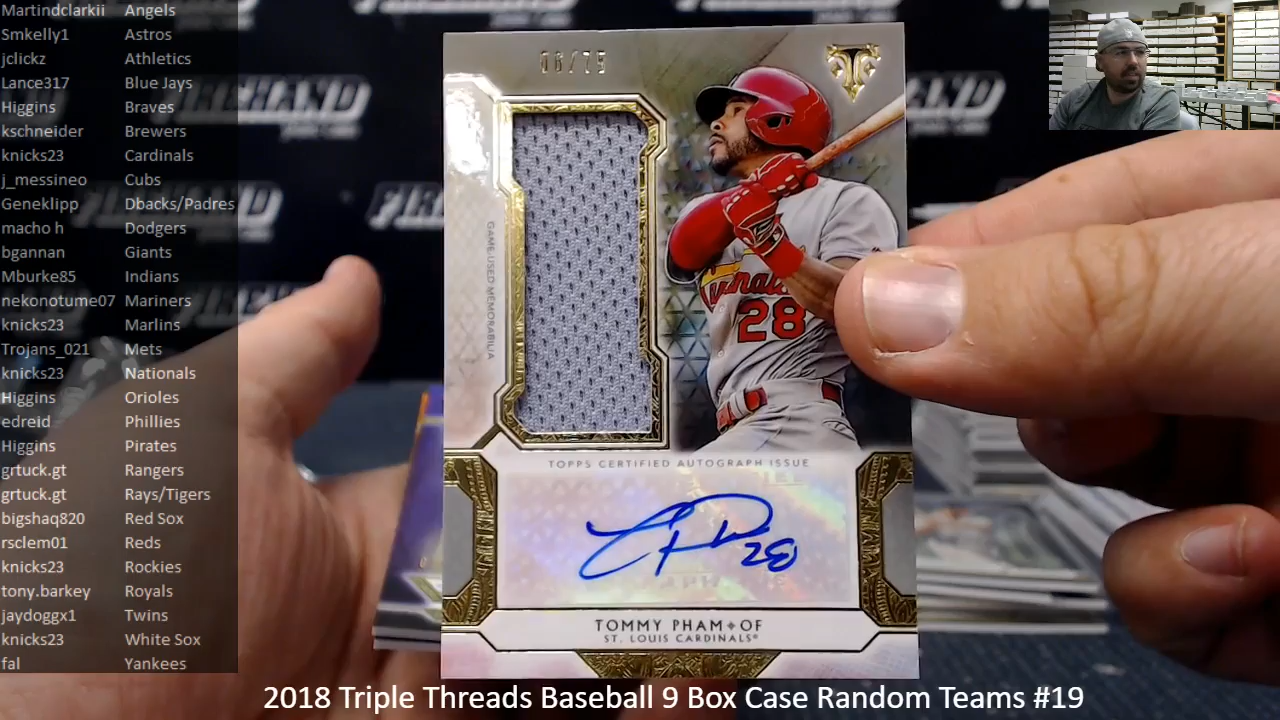 Martindclarkii Angels
Smkelly1 Astros
jclickz Athletics
Lance317 Blue Jays
Higgins Braves
kschneider Brewers
knicks23 Cardinals
j_messineo Cubs
Geneklipp Dbacks/Padres
macho h Dodgers
bgannan Giants
Mburke85 Indians
nekonotume07 Mariners
knicks23 Marlins
Trojans_021 Mets
knicks23 Nationals
Higgins Orioles
edreid Phillies
Higgins Pirates
grtuck.gt Rangers
grtuck.gt Rays/Tigers
bigshaq820 Red Sox
rsclem01 Reds
knicks23 Rockies
tony.barkey Royals
jaydoggx1 Twins
knicks23 White Sox
fal Yankees
FIREHAND
/75
GAME-USED MEMORABILIA
28
TOPPS CERTIFIED AUTOGRAPH ISSUE
28
TOMMY PHAM OF
ST. LOUIS CARDINALS®
2018 Triple Threads Baseball 9 Box Case Random Teams #19